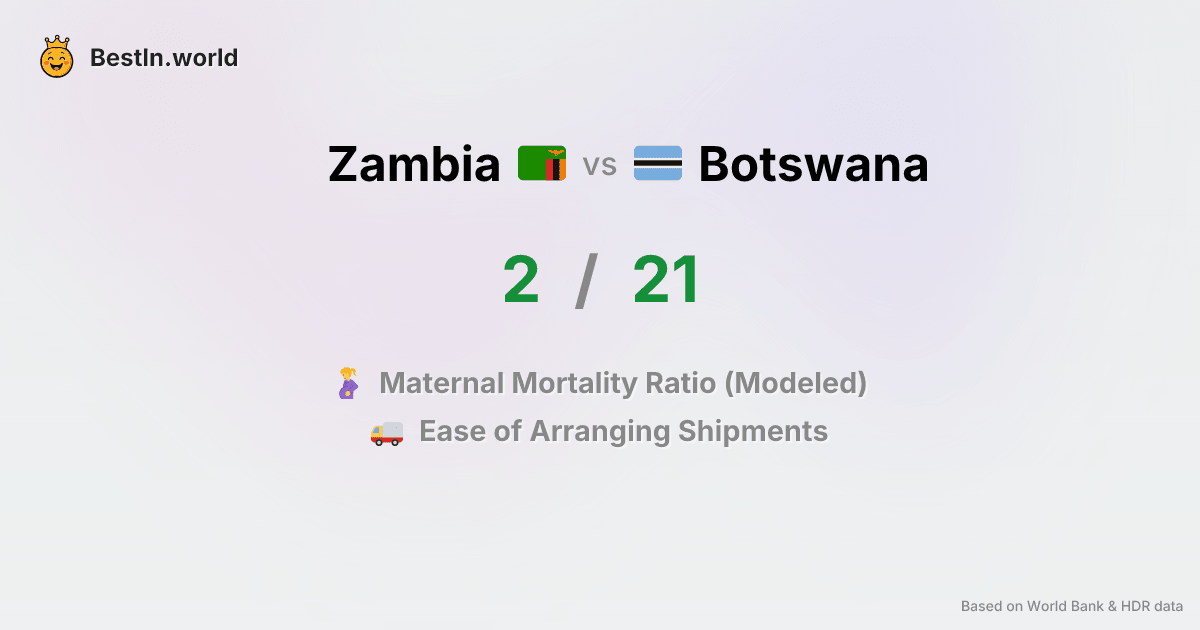 BestIn.world
Zambia vs Botswana
2 / 21
Maternal Mortality Ratio (Modeled)
Ease of Arranging Shipments
Based on World Bank & HDR data